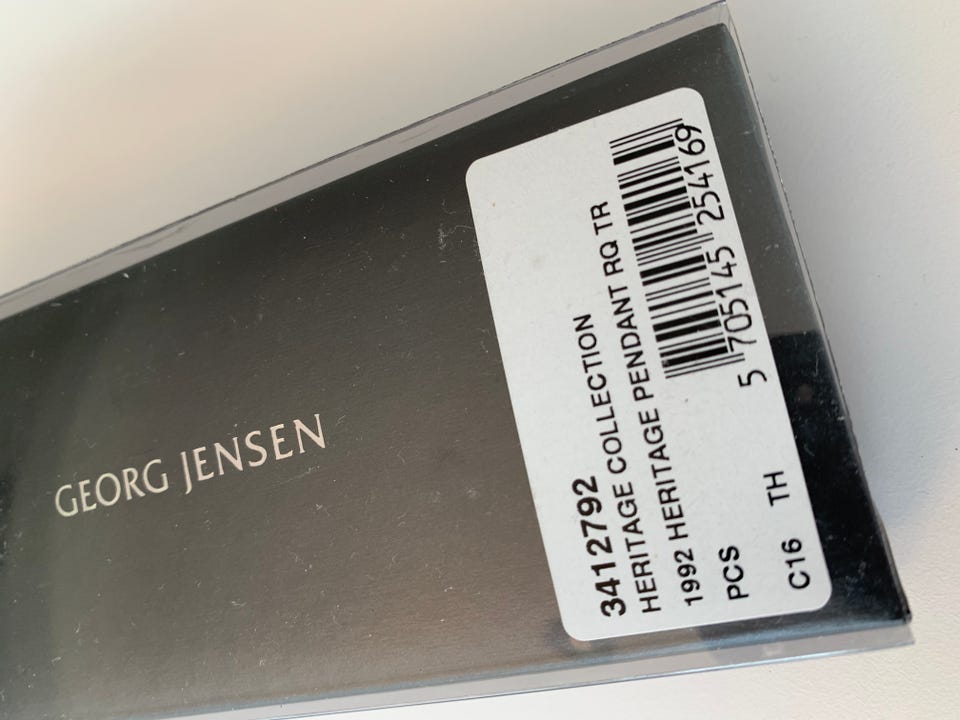 GEORG JENSEN
3412792
HERITAGE COLLECTION
HERITAGE PENDANT RQ TR
1992 HERITAGE
PCS
C16 TH
5 705145 254169